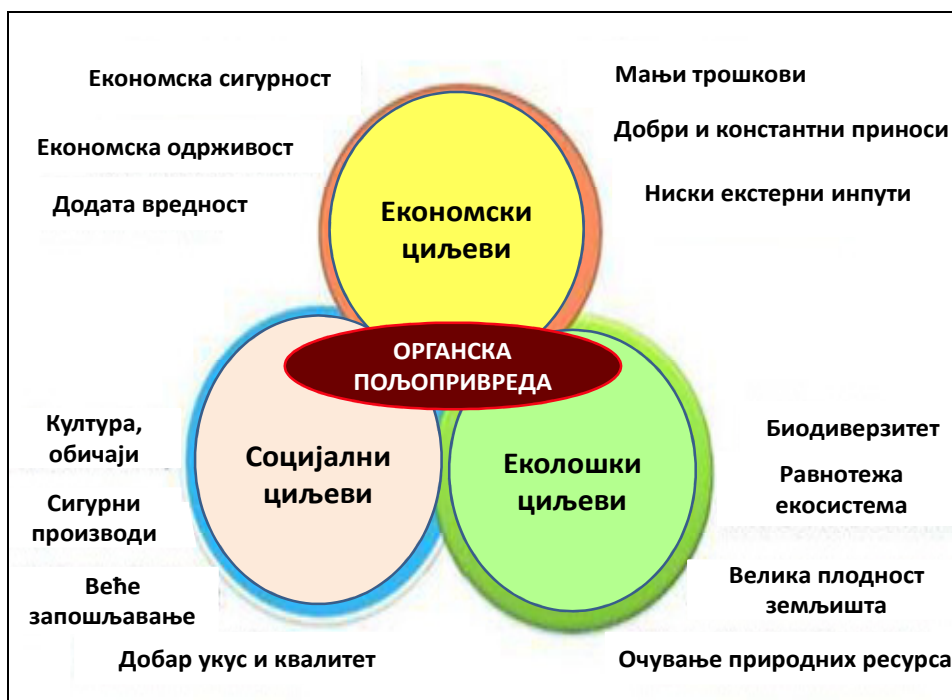 Економска сигурност
Економска одрживост
Додата вредност
Мањи трошкови
Добри и константни приноси
Ниски екстерни инпути
Економски
циљеви
ОРГАНСКА
ПОЉОПРИВРЕДА
Култура,
обичаји
Сигурни
производи
Веће
запошљавање
Добар укус и квалитет
Социјални
циљеви
Еколошки
циљеви
Биодиверзитет
Равнотежа
екосистема
Велика плодност
земљишта
Очување природних ресурса